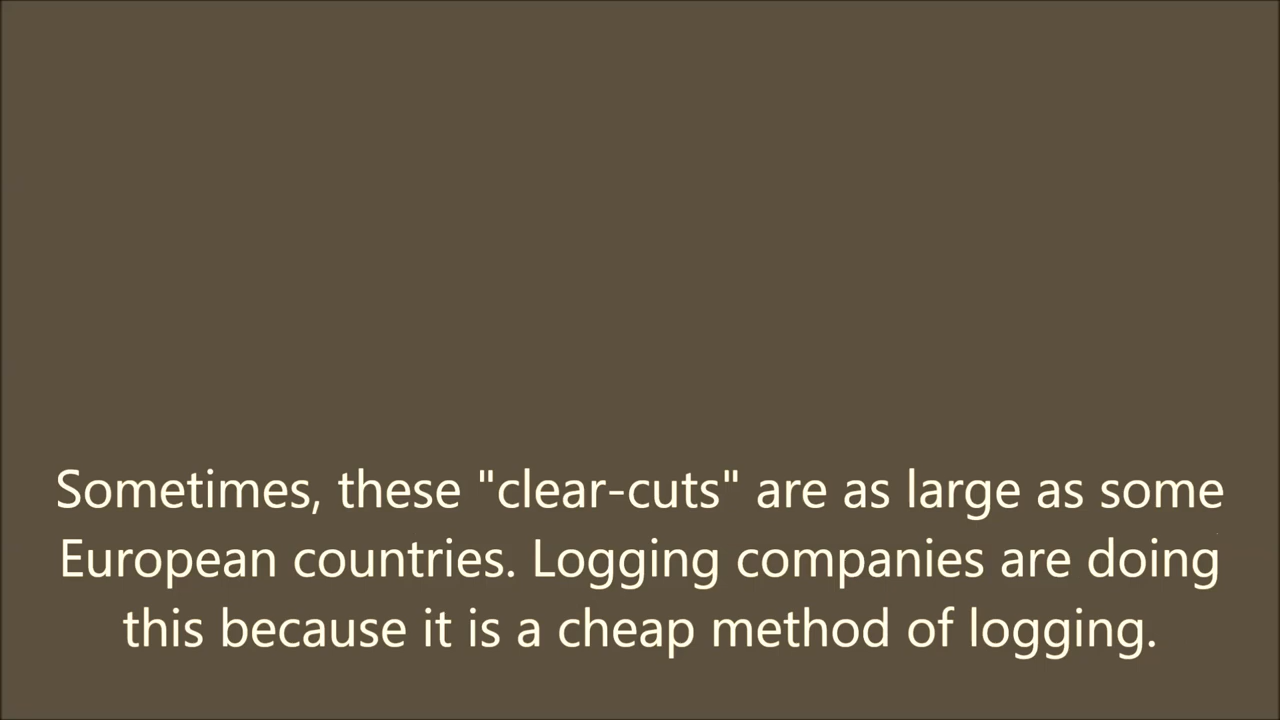 Sometimes, these "clear-cuts" are as large as some
European countries. Logging companies are doing
this because it is a cheap method of logging.